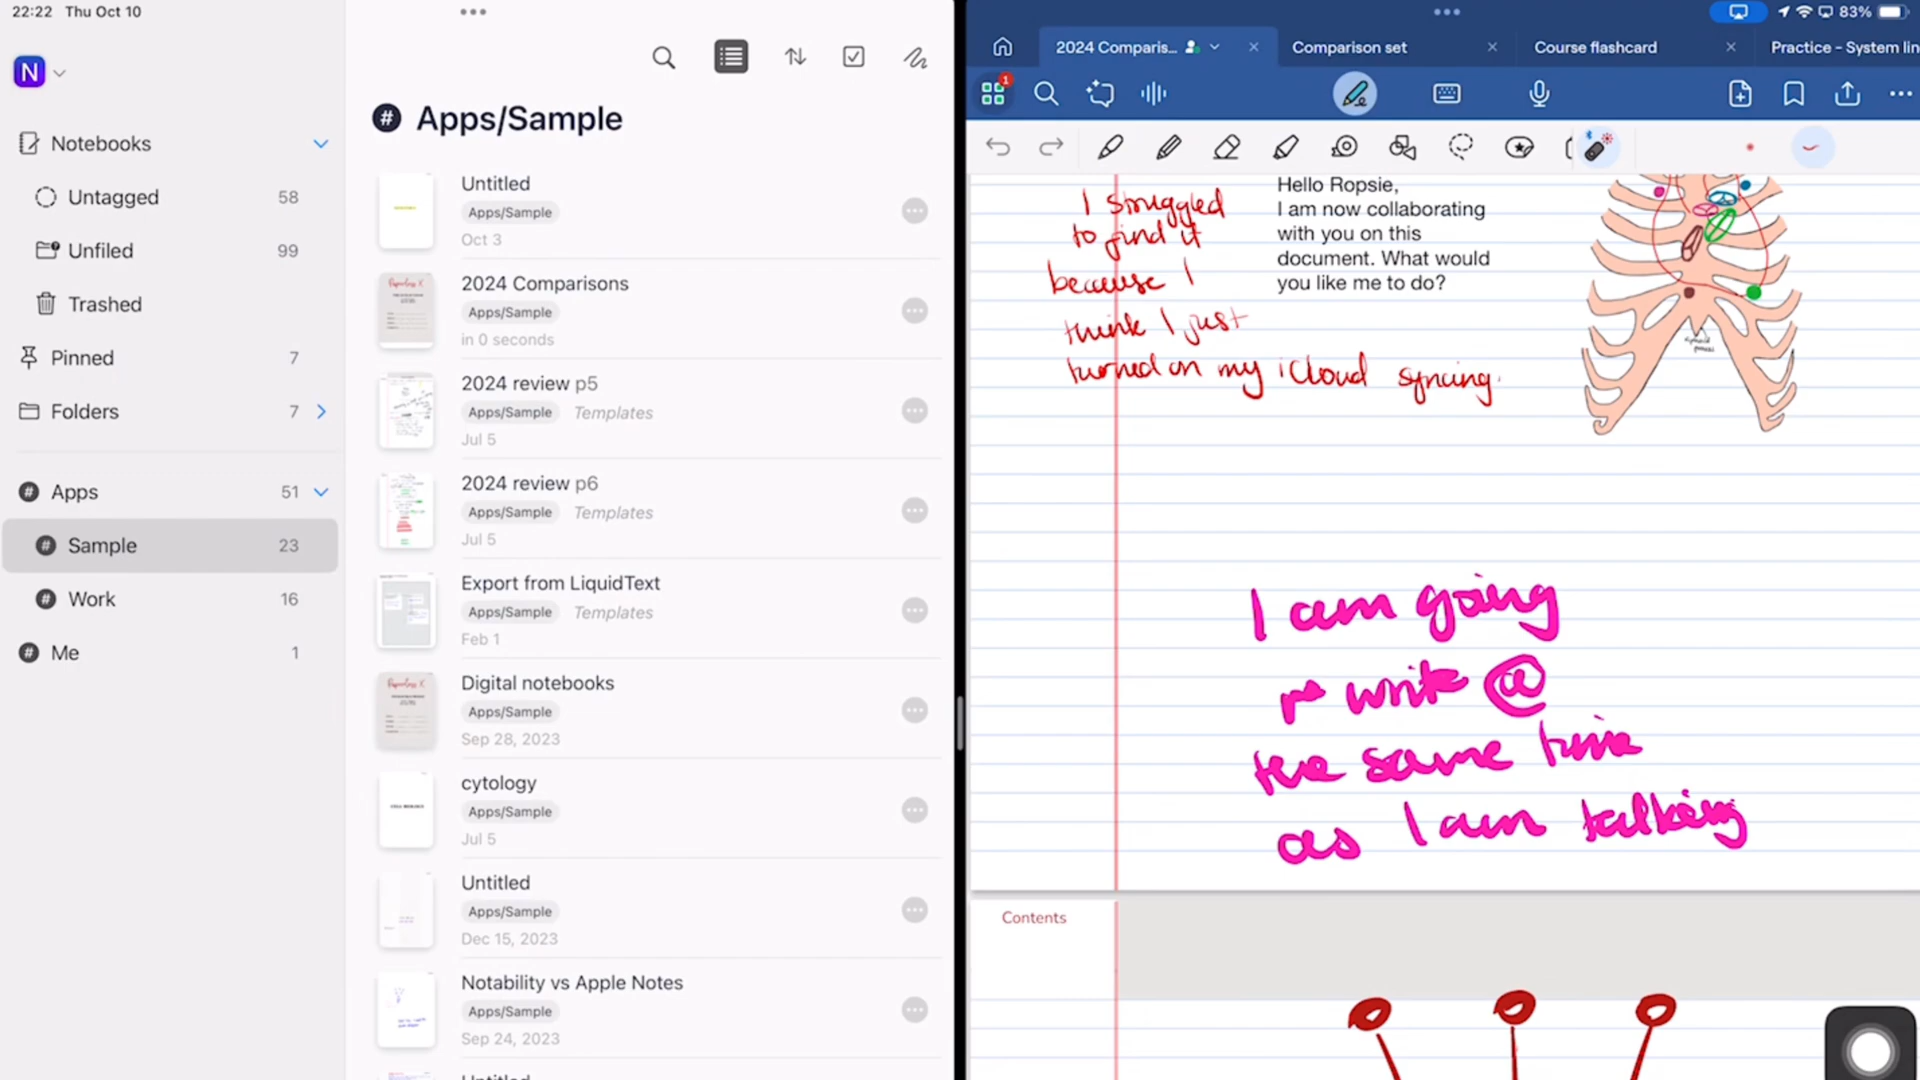 22:22 Thu Oct 10
N
Notebooks
Untagged 58
Unfiled 99
Trashed
Pinned 7
Folders 7
Apps 51
Sample 23
Work 16
Me 1
# Apps/Sample
Untitled
Apps/Sample
Oct 3
2024 Comparisons
Apps/Sample
in 0 seconds
2024 review p5
Apps/Sample Templates
Jul 5
2024 review p6
Apps/Sample Templates
Jul 5
Export from LiquidText
Apps/Sample Templates
Feb 1
Digital notebooks
Apps/Sample
Sep 28, 2023
cytology
Apps/Sample
Jul 5
Untitled
Apps/Sample
Dec 15, 2023
Notability vs Apple Notes
Apps/Sample
Sep 24, 2023
Untitled
83%
2024 Comparis... Comparison set Course flashcard Practice - System lin
1
I struggled
to find it
because I
think I just
turned on my iCloud syncing.
Hello Ropsie,
I am now collaborating
with you on this
document. What would
you like me to do?
I am going
write @
the same time
as I am talking
Contents